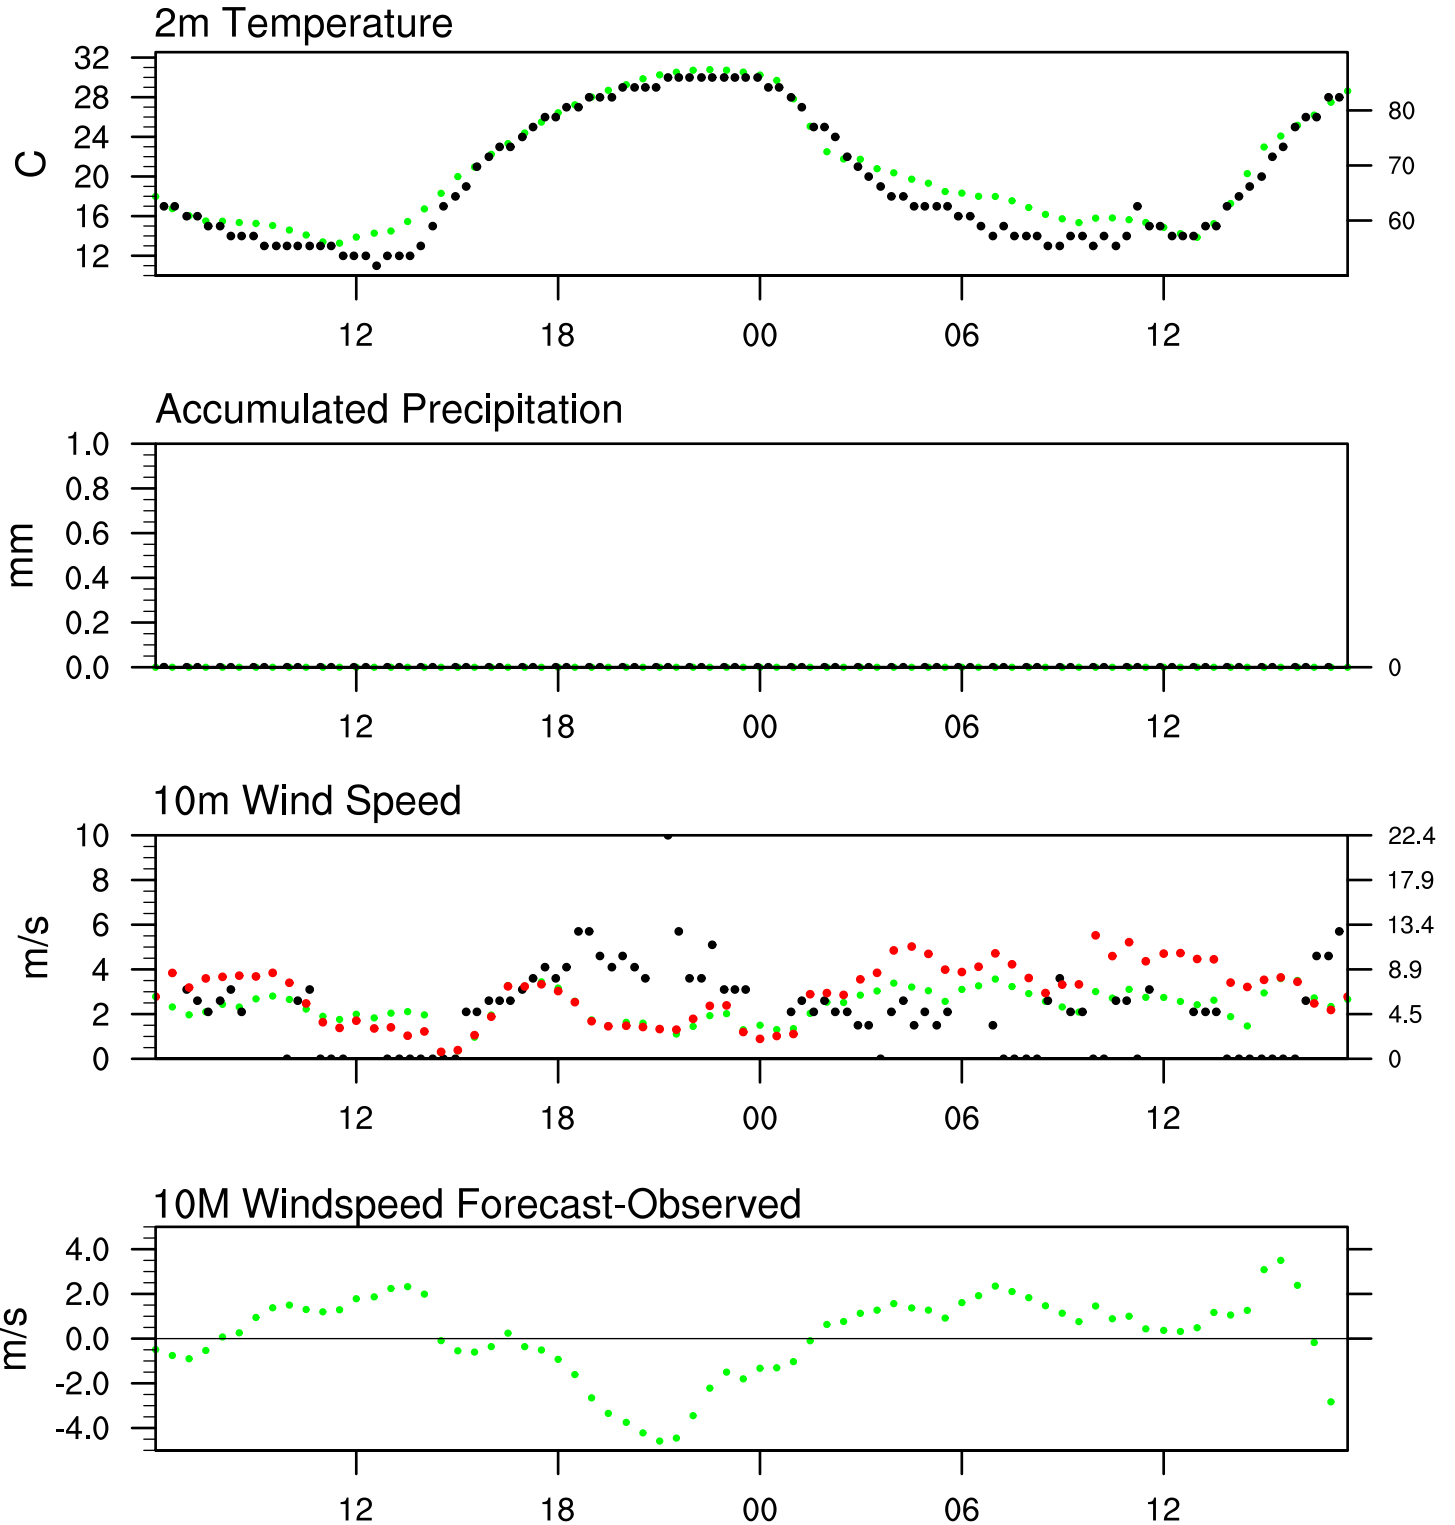 2m Temperature
32
28
24
20
16
12
C
80
70
60
12 18 00 06 12
Accumulated Precipitation
1.0
0.8
0.6
0.4
0.2
0.0
mm
0
12 18 00 06 12
10m Wind Speed
10
8
6
4
2
0
m/s
22.4
17.9
13.4
8.9
4.5
0
12 18 00 06 12
10M Windspeed Forecast-Observed
4.0
2.0
0.0
-2.0
-4.0
m/s
12 18 00 06 12